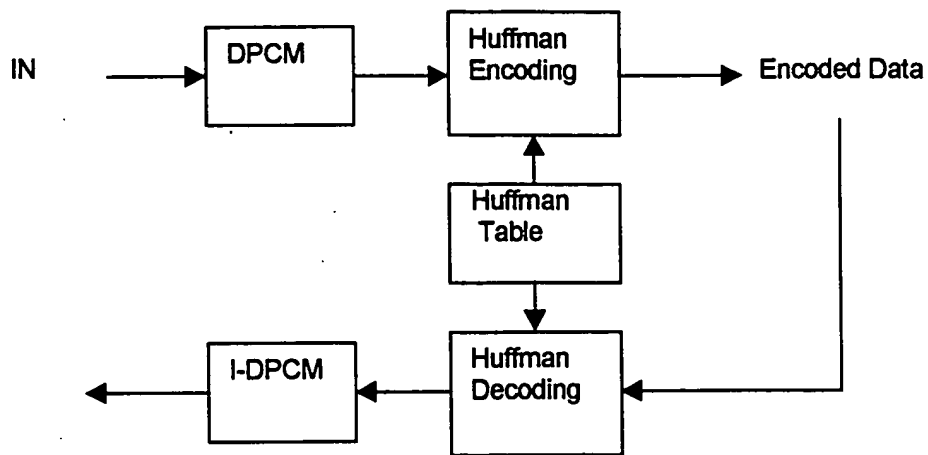 IN
DPCM
Huffman
Encoding
Encoded Data
Huffman
Table
I-DPCM
Huffman
Decoding